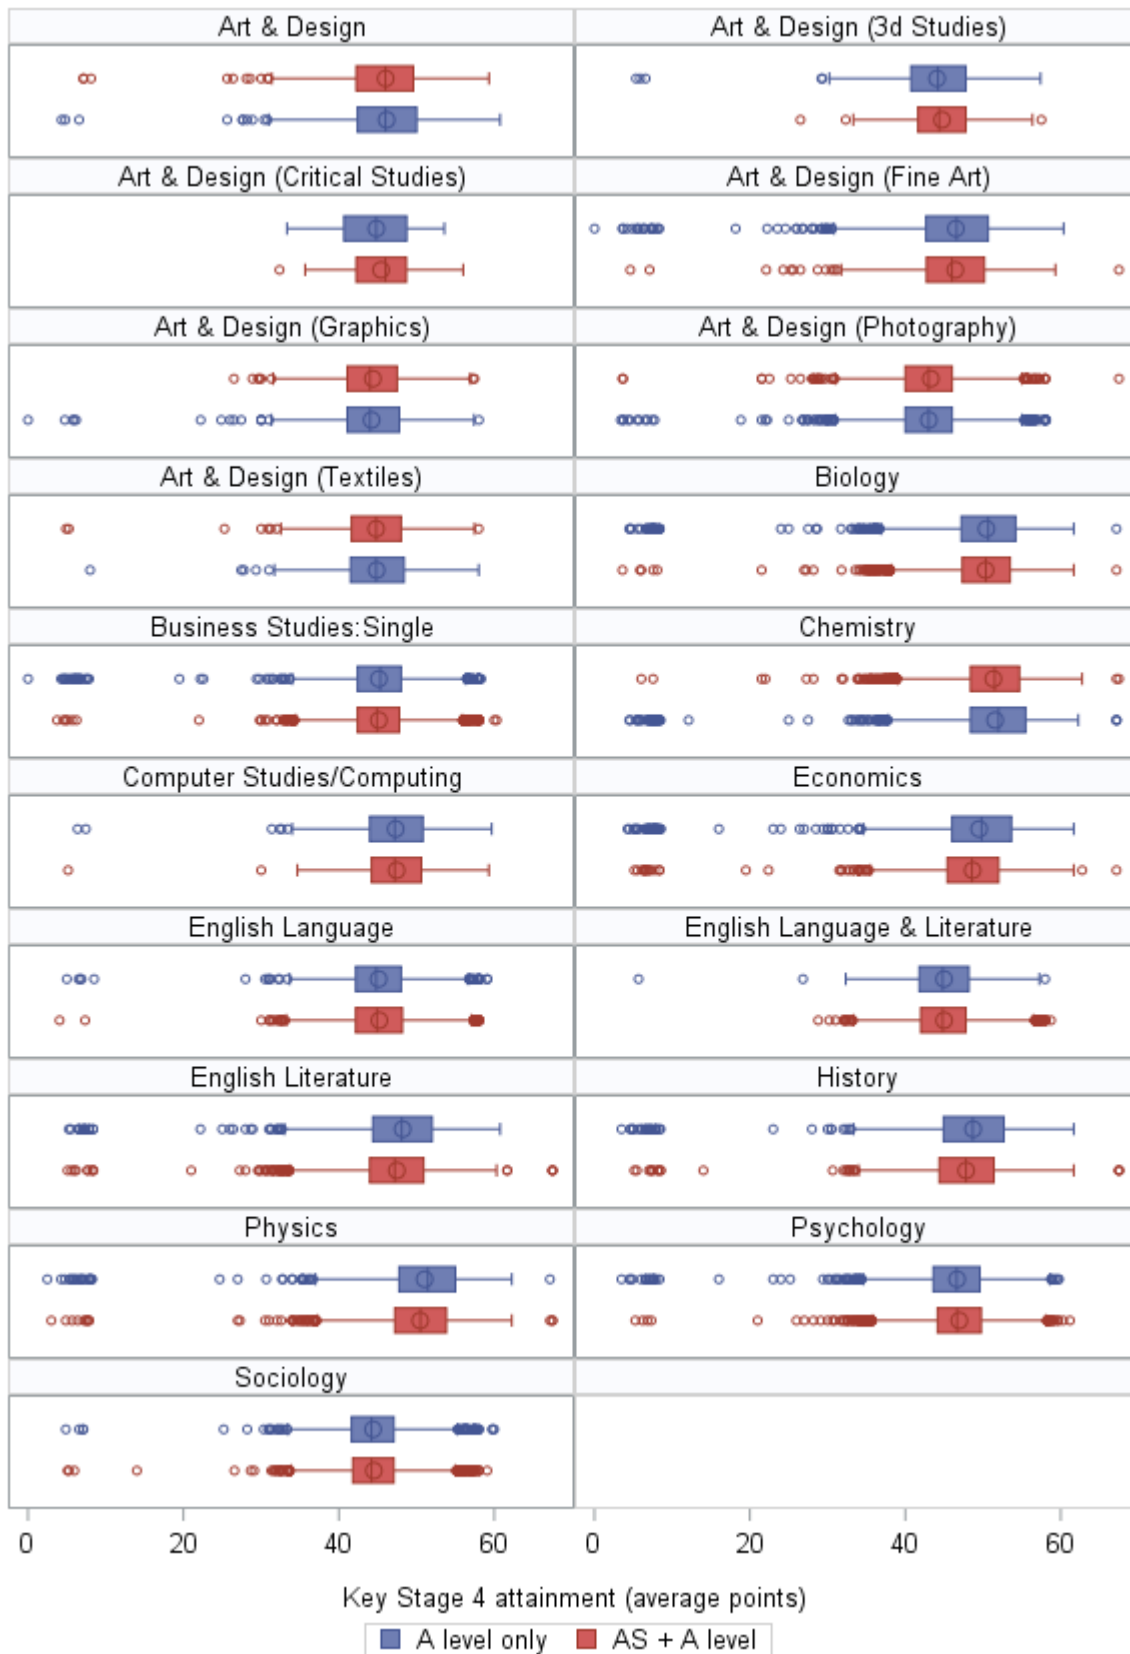 Art & Design
Art & Design (3d Studies)
Art & Design (Critical Studies)
Art & Design (Fine Art)
Art & Design (Graphics)
Art & Design (Photography)
Art & Design (Textiles)
Biology
Business Studies:Single
Chemistry
Computer Studies/Computing
Economics
English Language
English Language & Literature
English Literature
History
Physics
Psychology
Sociology
0 20 40 60 0 20 40 60
Key Stage 4 attainment (average points)
A level only AS + A level